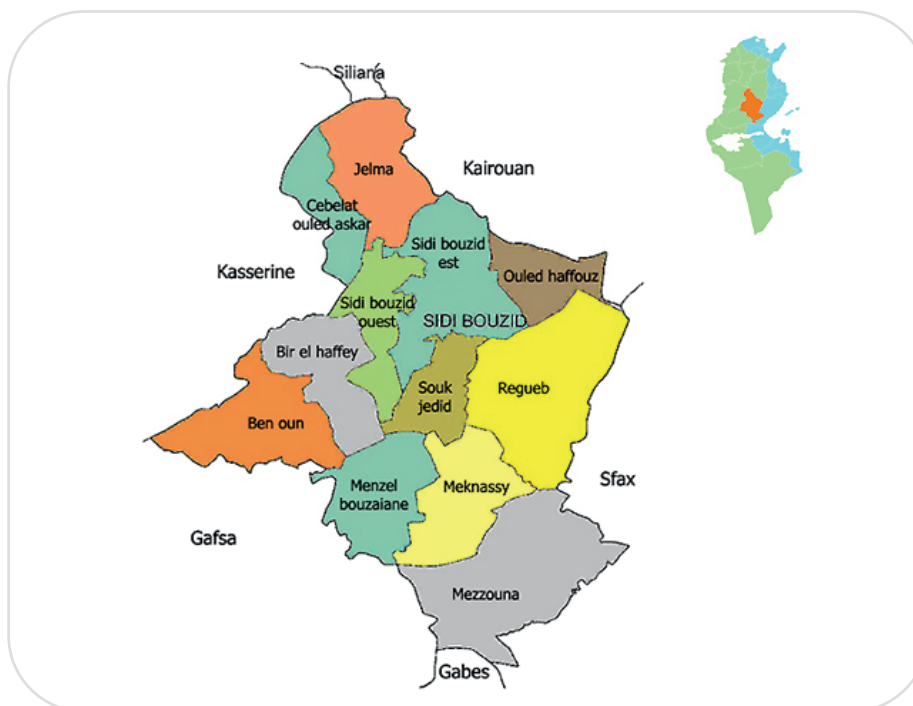 Siliana
Jelma
Kairouan
Cebelat
ouled askar
Sidi bouzid
est
Kasserine
Ouled haffouz
Sidi bouzid
ouest
SIDI BOUZID
Bir el haffey
Souk
jedid
Regueb
Ben oun
Menzel
bouzaiane
Meknassy
Sfax
Gafsa
Mezzouna
Gabes